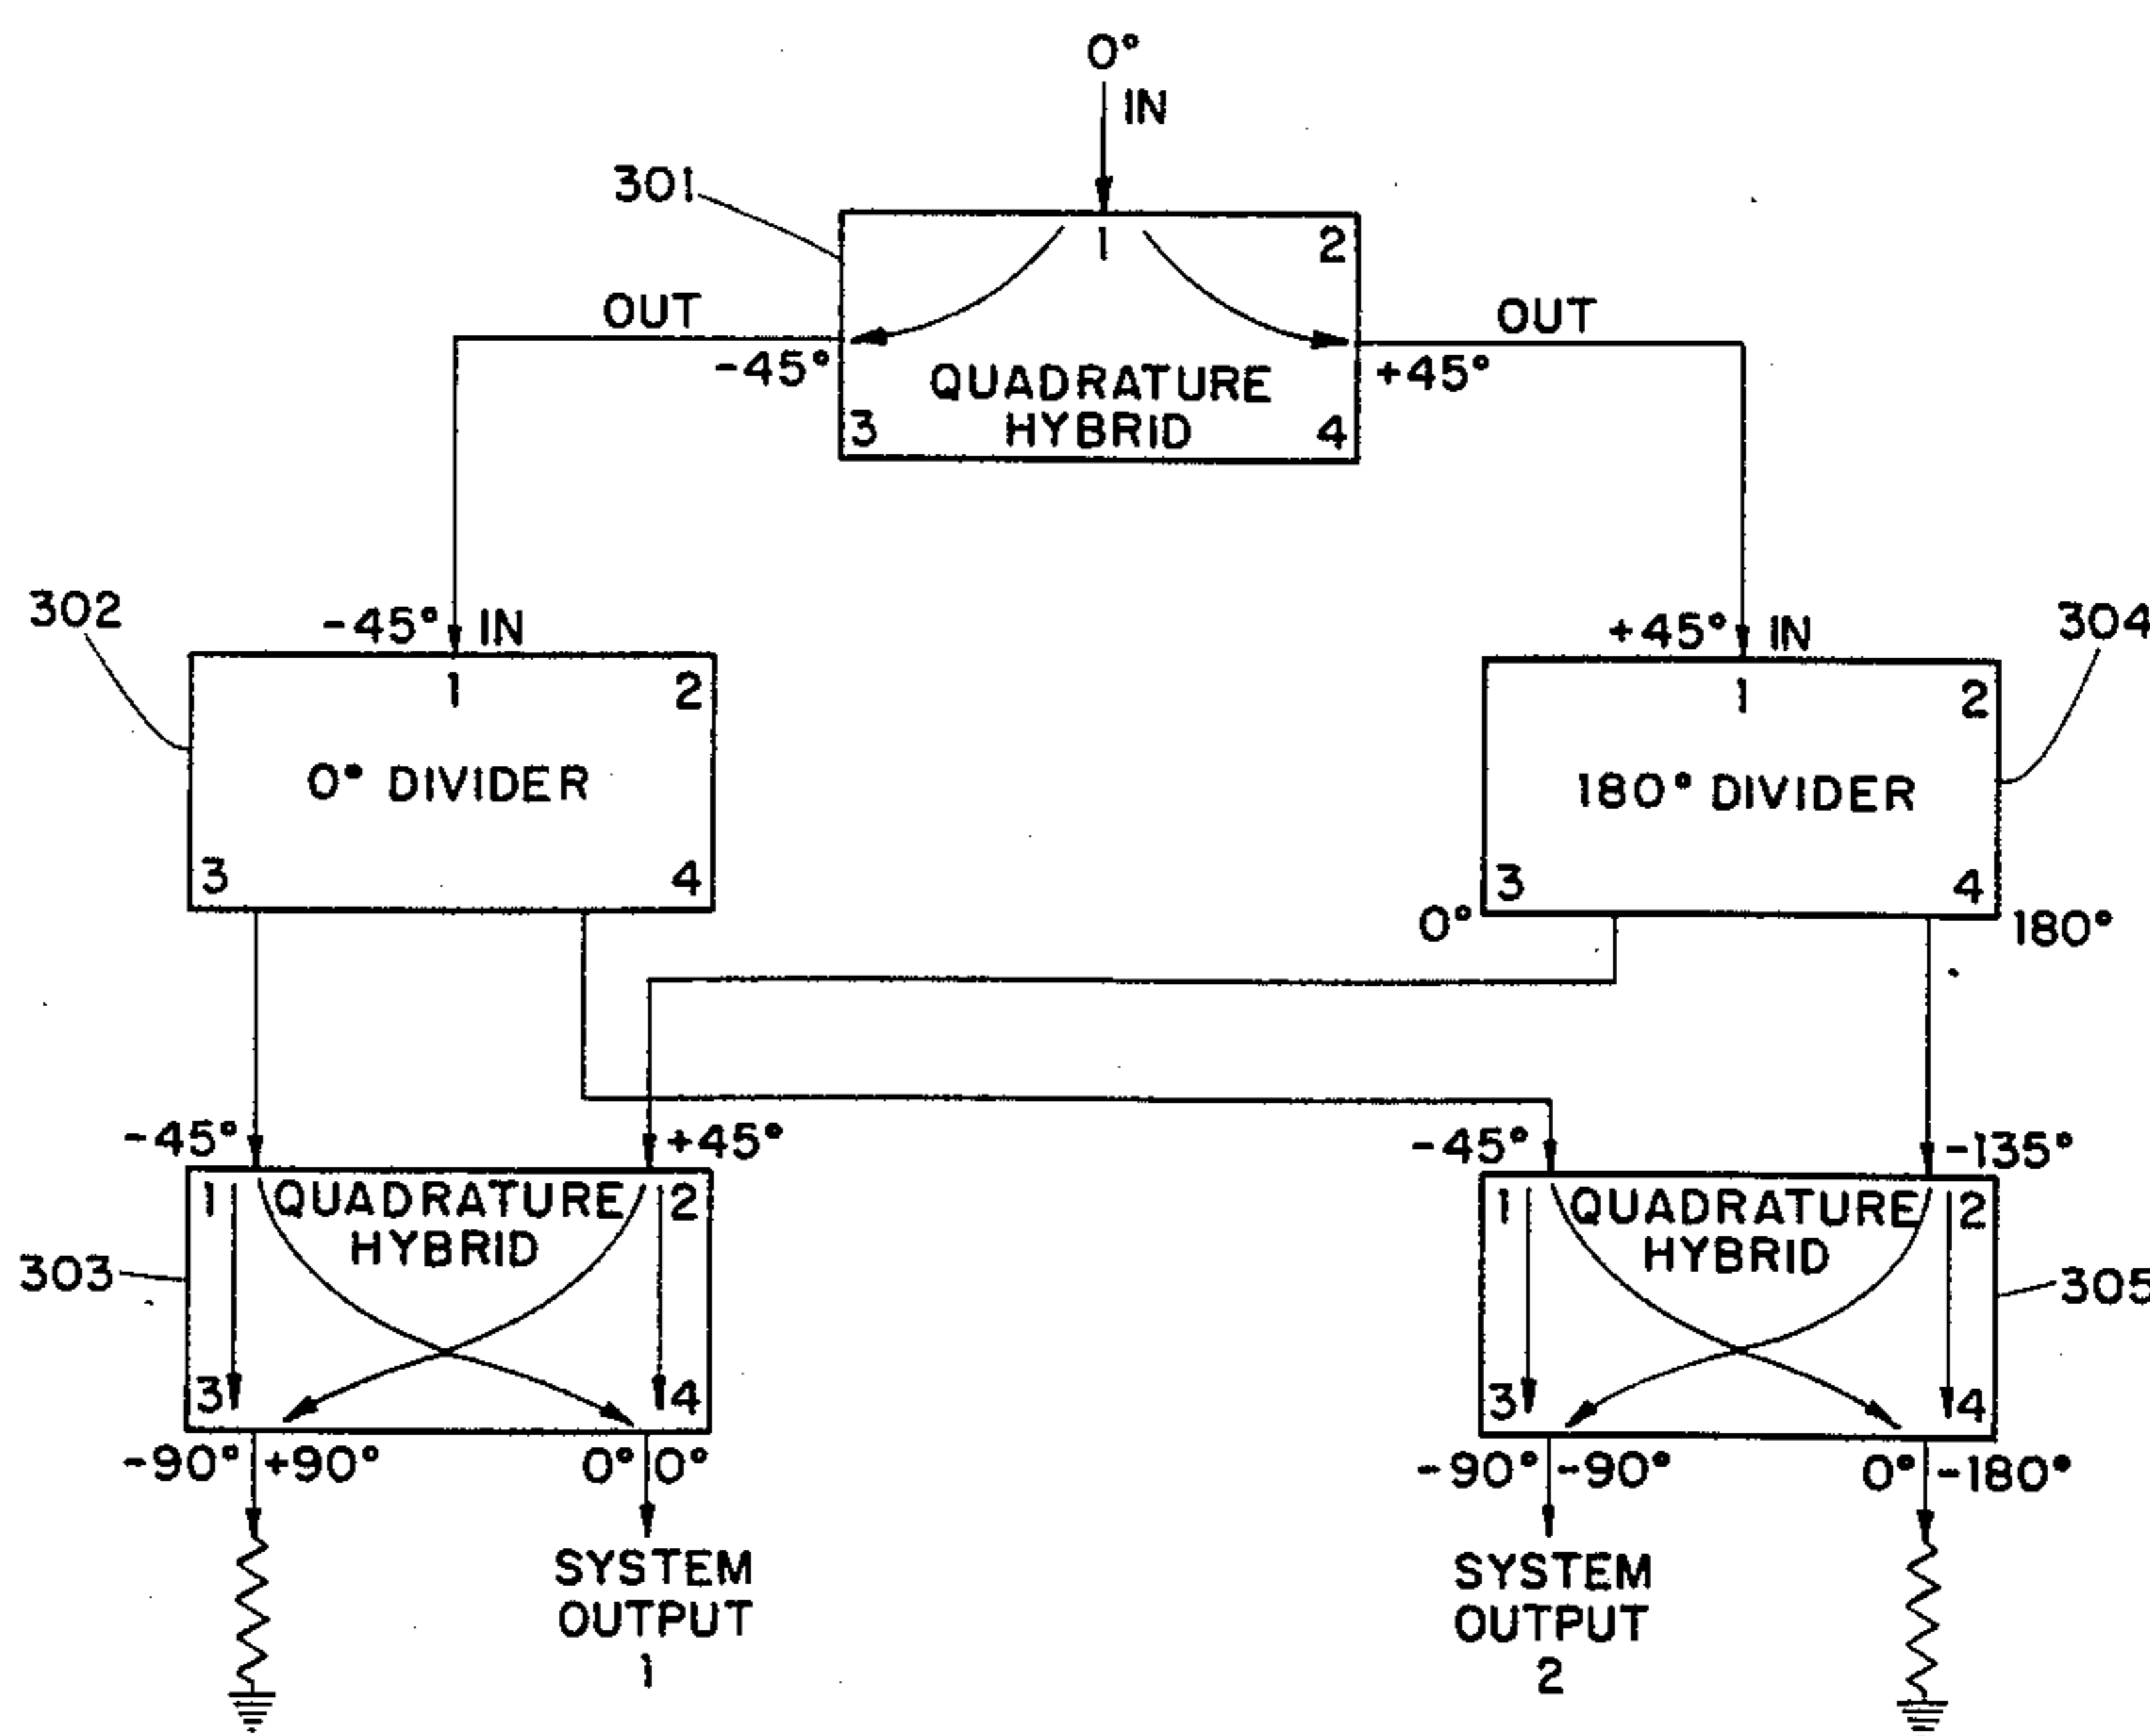 0°
IN
301
1
2
OUT
OUT
-45°
+45°
QUADRATURE
HYBRID
3
4
302
-45° IN
+45° IN
304
1
2
1
2
0° DIVIDER
180° DIVIDER
3
4
3
4
0°
180°
-45°
+45°
-45°
-135°
1
QUADRATURE
HYBRID
2
1
QUADRATURE
HYBRID
2
303
305
3
4
3
4
-90° +90°
0° 0°
-90° -90°
0° -180°
SYSTEM
OUTPUT
1
SYSTEM
OUTPUT
2